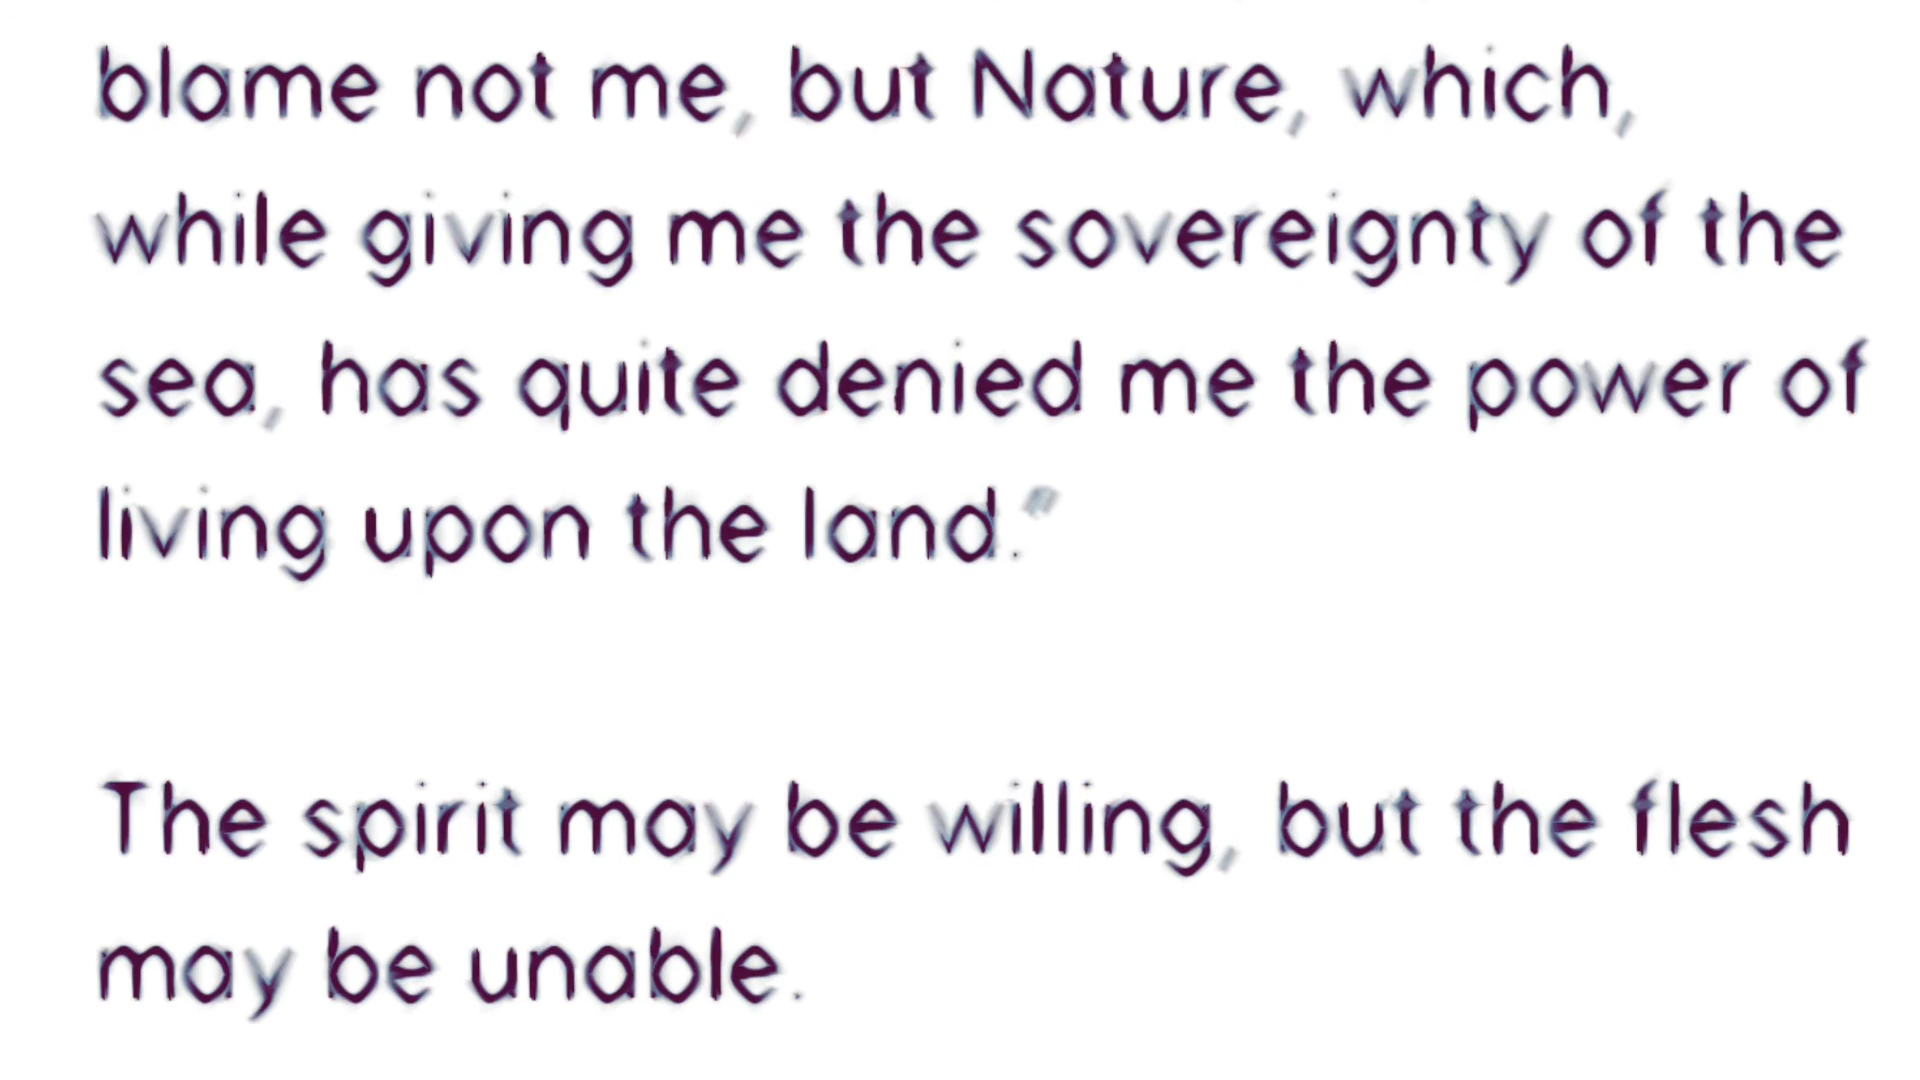 blame not me, but Nature, which,
while giving me the sovereignty of the
sea, has quite denied me the power of
living upon the land.”
The spirit may be willing, but the flesh
may be unable.